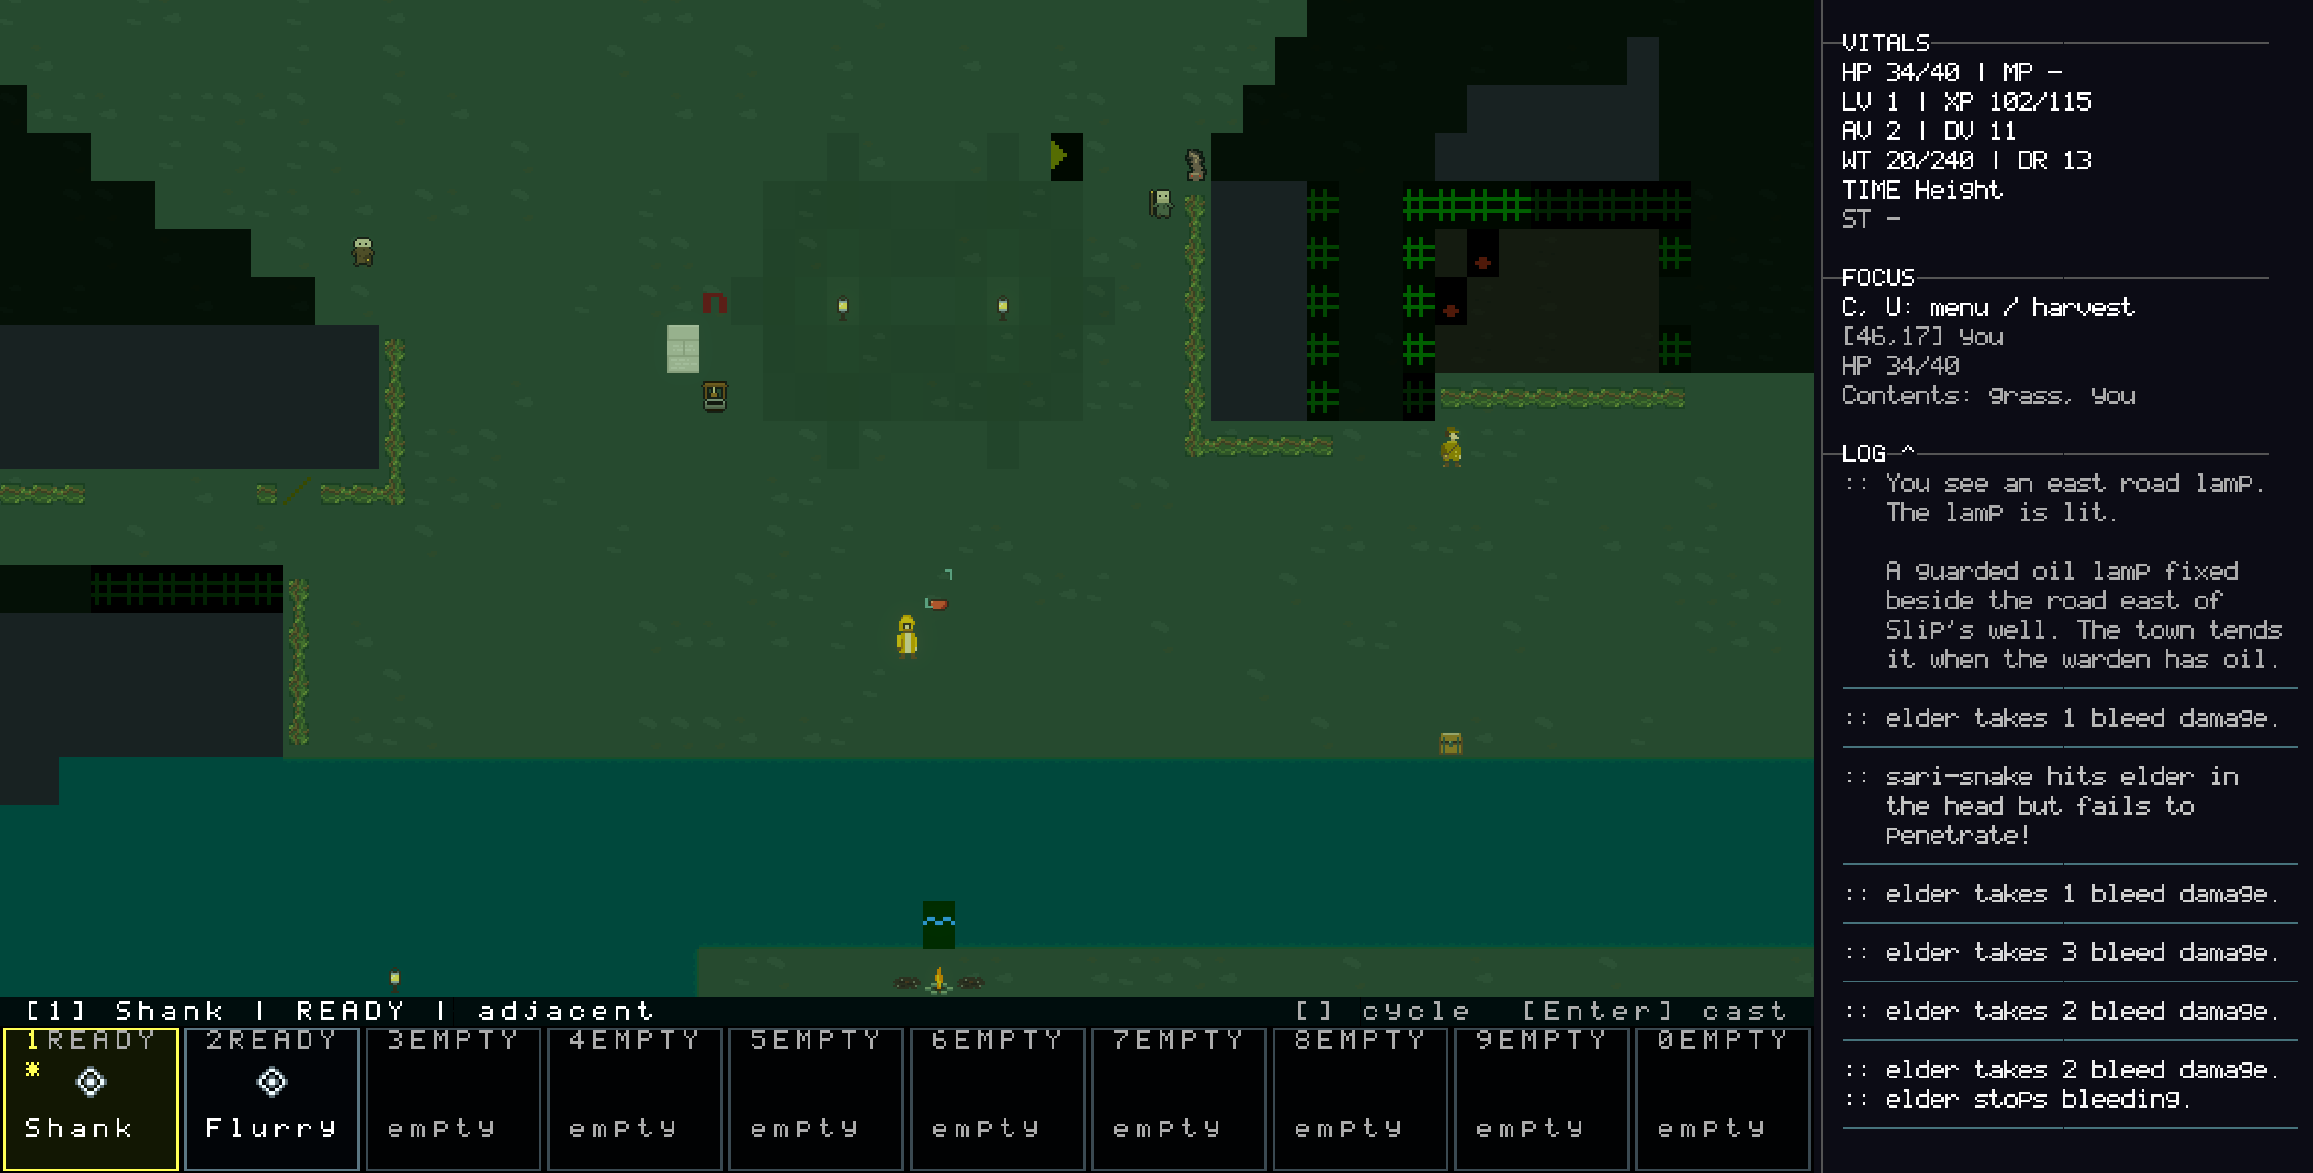 VITALS
HP 34/40 | MP -
LV 1 | XP 102/115
AV 2 | DV 11
WT 20/240 | DR 13
TIME Height
ST -
FOCUS
C, U: menu / harvest
[46,17] You
HP 34/40
Contents: grass, You
LOG ^
:: You see an east road lamp.
The lamp is lit.
A guarded oil lamp fixed
beside the road east of
Slip's well. The town tends
it when the warden has oil.
:: elder takes 1 bleed damage.
:: sari-snake hits elder in
the head but fails to
penetrate!
:: elder takes 1 bleed damage.
:: elder takes 3 bleed damage.
:: elder takes 2 bleed damage.
:: elder takes 2 bleed damage.
:: elder stops bleeding.
[1] Shank | READY | adjacent
[] cycle [Enter] cast
1READY 2READY 3EMPTY 4EMPTY 5EMPTY 6EMPTY 7EMPTY 8EMPTY 9EMPTY 0EMPTY
Shank Flurry empty empty empty empty empty empty empty empty